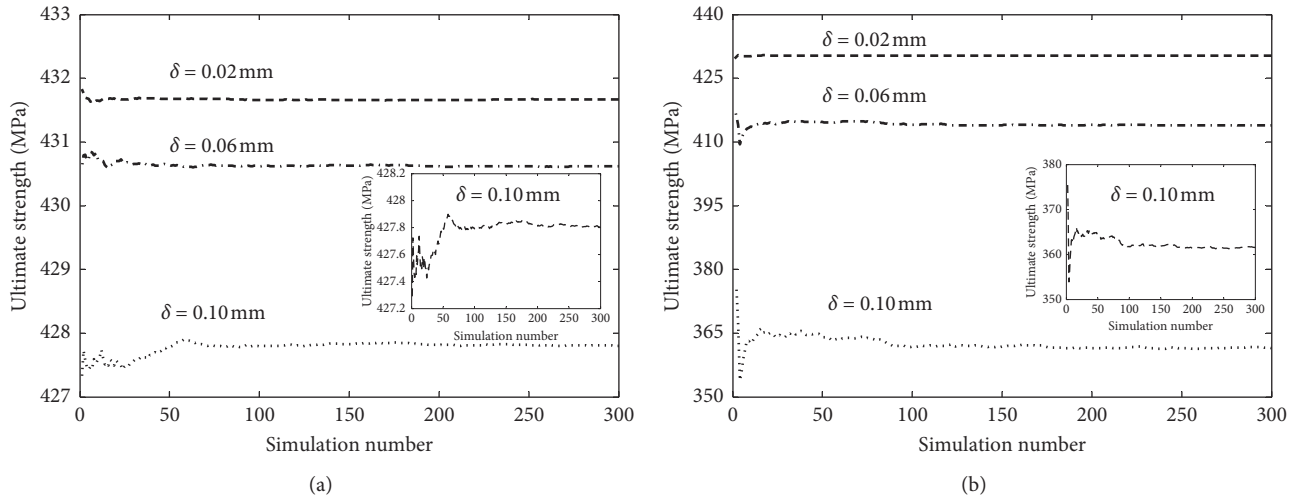 433
432
431
430
429
428
427
Ultimate strength (MPa)
0 50 100 150 200 250 300
Simulation number
δ = 0.02 mm
δ = 0.06 mm
δ = 0.10 mm
428.2
428
427.8
427.6
427.4
427.2
Ultimate strength (MPa)
δ = 0.10 mm
0 50 100 150 200 250 300
Simulation number
(a)
440
425
410
395
380
365
350
Ultimate strength (MPa)
0 50 100 150 200 250 300
Simulation number
δ = 0.02 mm
δ = 0.06 mm
δ = 0.10 mm
380
370
360
350
Ultimate strength (MPa)
δ = 0.10 mm
0 50 100 150 200 250 300
Simulation number
(b)